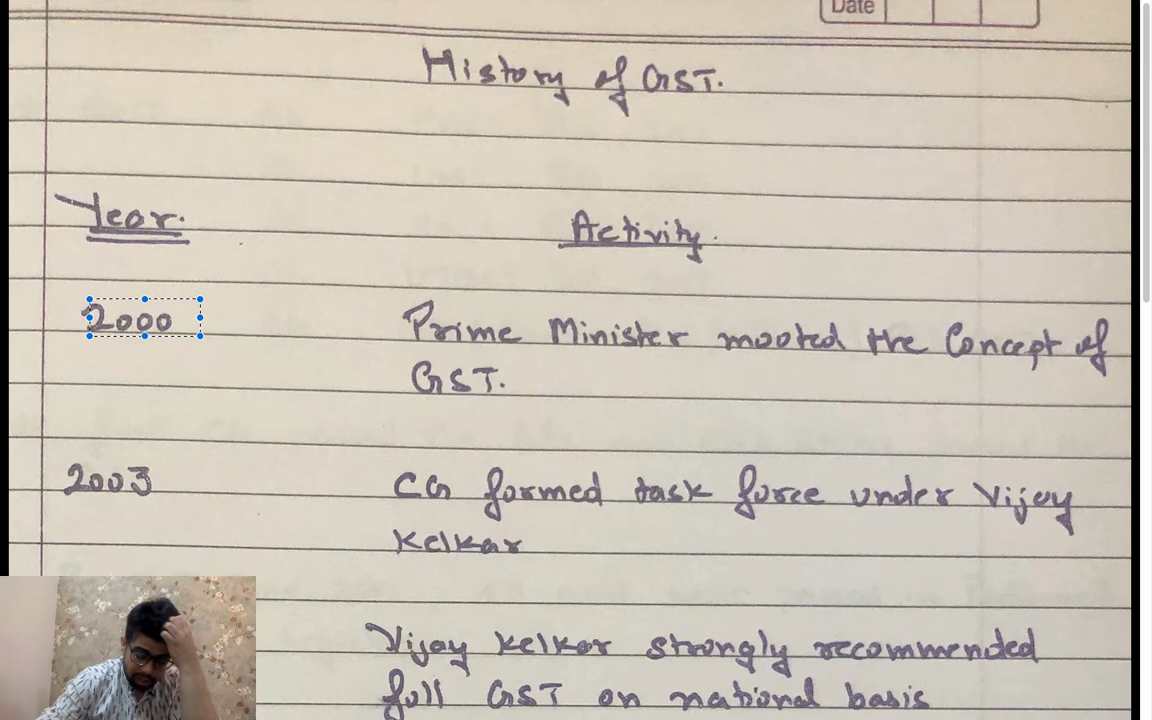 Date
History of GST.
Year.
Activity.
2000
Prime Minister mooted the Concept of
GST.
2003
CG formed task force under Vijay
Kelkar
Vijay Kelkar strongly recommended
full GST on national basis